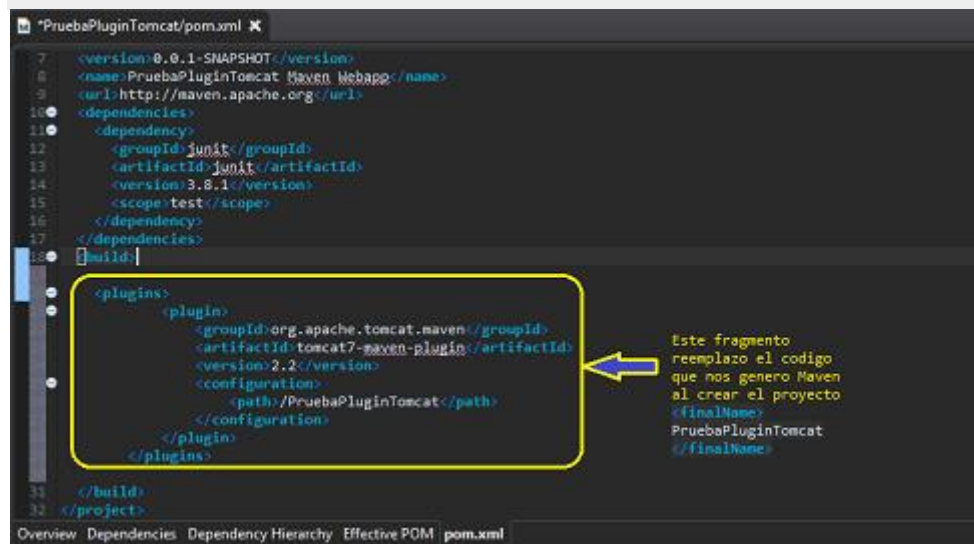 *PruebaPluginTomcat/pom.xml
7 <version>0.0.1-SNAPSHOT</version>
8 <name>PruebaPluginTomcat Maven Webapp</name>
9 <url>http://maven.apache.org</url>
10 <dependencies>
11 <dependency>
12 <groupId>junit</groupId>
13 <artifactId>junit</artifactId>
14 <version>3.8.1</version>
15 <scope>test</scope>
16 </dependency>
17 </dependencies>
18 <build>
<plugins>
<plugin>
<groupId>org.apache.tomcat.maven</groupId>
<artifactId>tomcat7-maven-plugin</artifactId>
<version>2.2</version>
<configuration>
<path>/PruebaPluginTomcat</path>
</configuration>
</plugin>
</plugins>
Este fragmento
reemplazo el codigo
que nos genero Maven
al crear el proyecto
<finalName>
PruebaPluginTomcat
</finalName>
31 </build>
32 </project>
Overview Dependencies Dependency Hierarchy Effective POM pom.xml